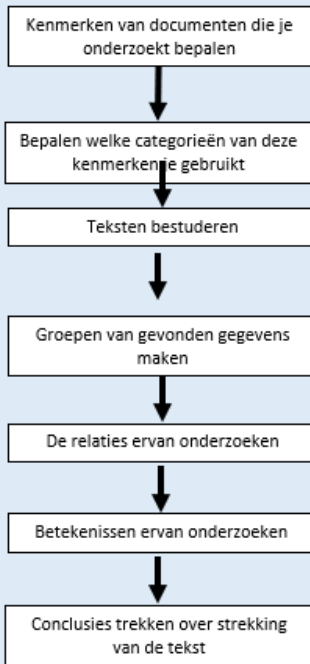 Kenmerken van documenten die je
onderzoekt bepalen
Bepalen welke categorieën van deze
kenmerken je gebruikt
Teksten bestuderen
Groepen van gevonden gegevens
maken
De relaties ervan onderzoeken
Betekenissen ervan onderzoeken
Conclusies trekken over strekking
van de tekst